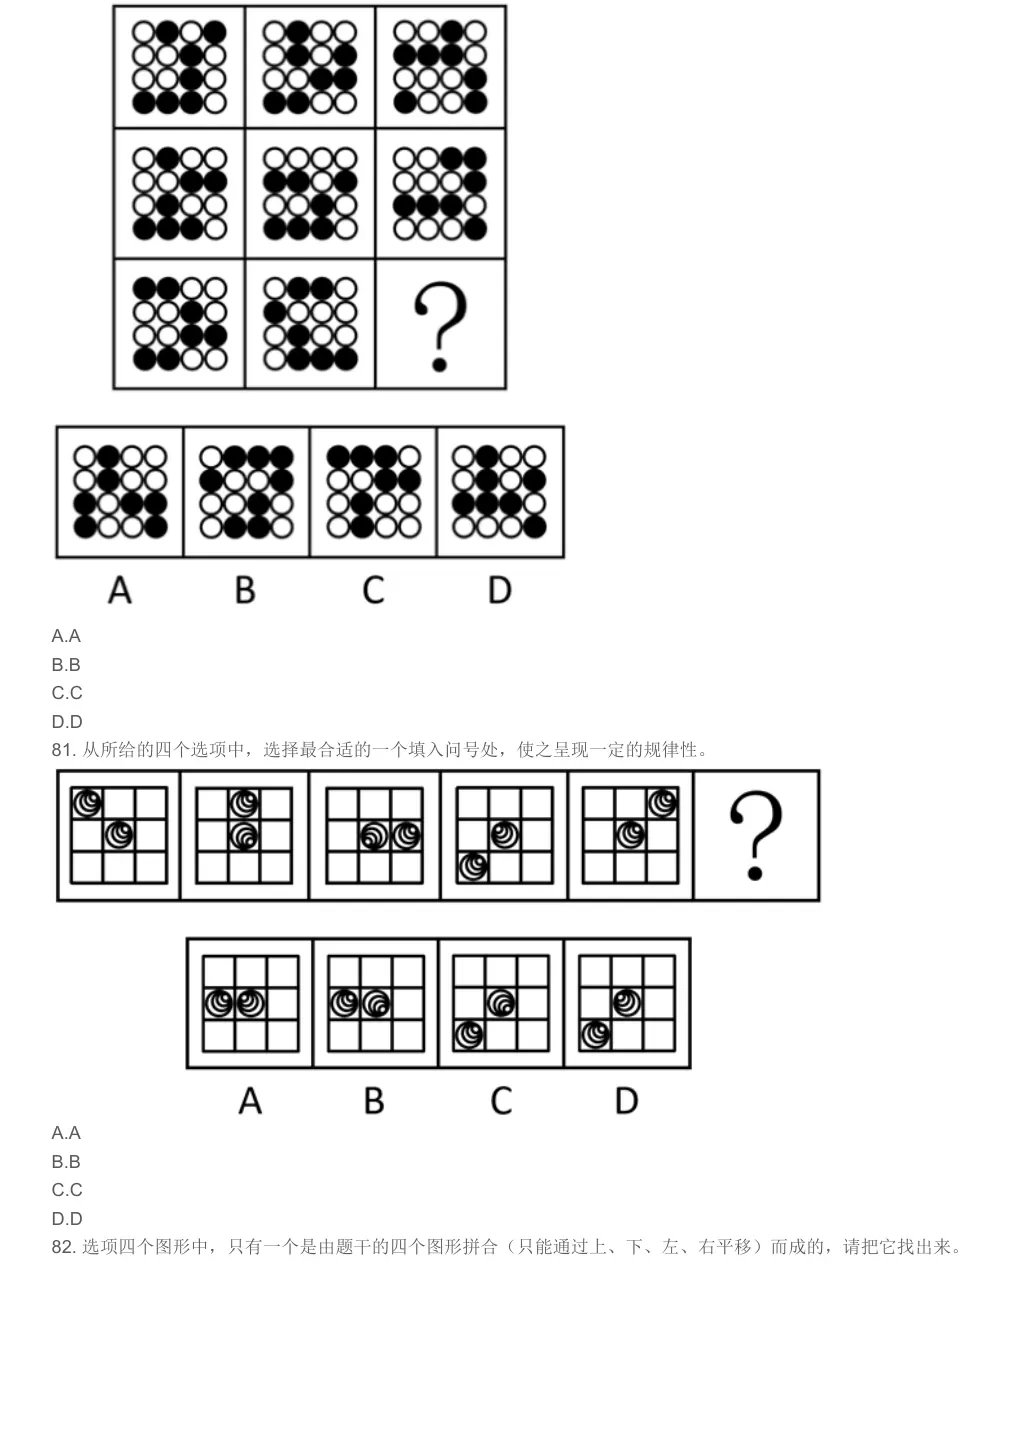 ?
A B C D
A.A
B.B
C.C
D.D
81. 从所给的四个选项中，选择最合适的一个填入问号处，使之呈现一定的规律性。
?
A B C D
A.A
B.B
C.C
D.D
82. 选项四个图形中，只有一个是由题干的四个图形拼合（只能通过上、下、左、右平移）而成的，请把它找出来。